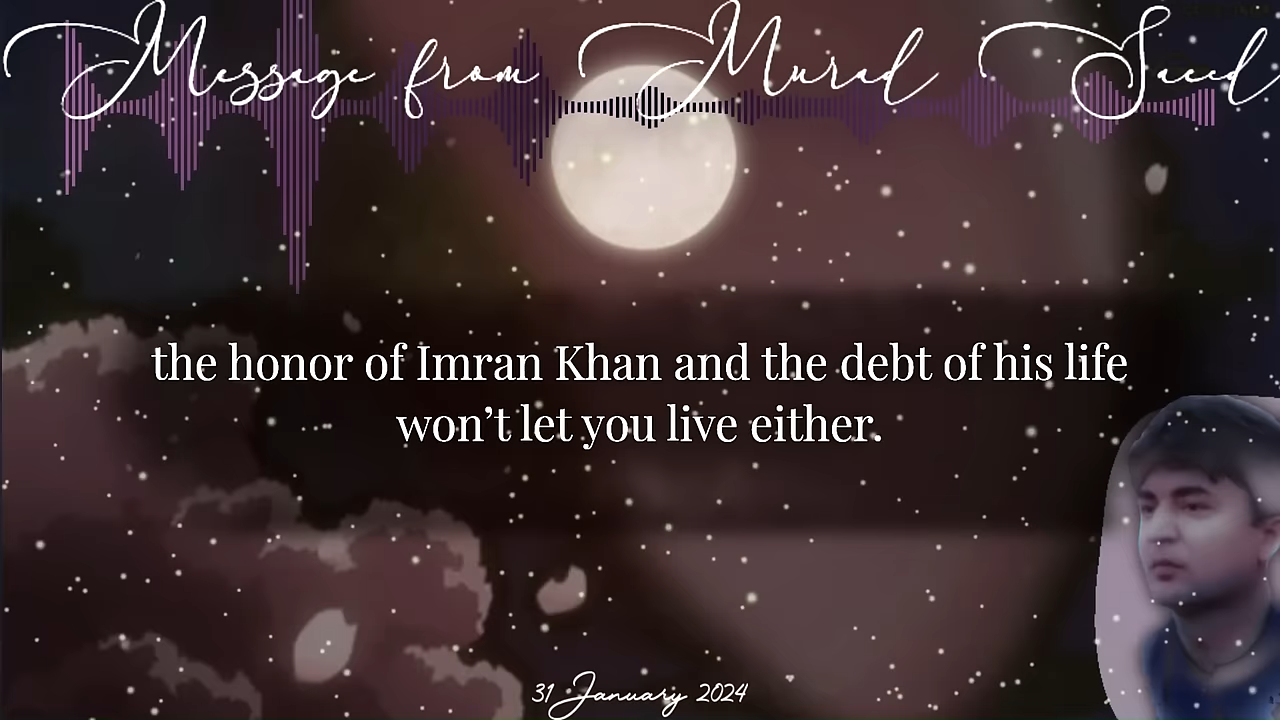 Message from Murad Saeed
the honor of Imran Khan and the debt of his life
won’t let you live either.
31 January 2024